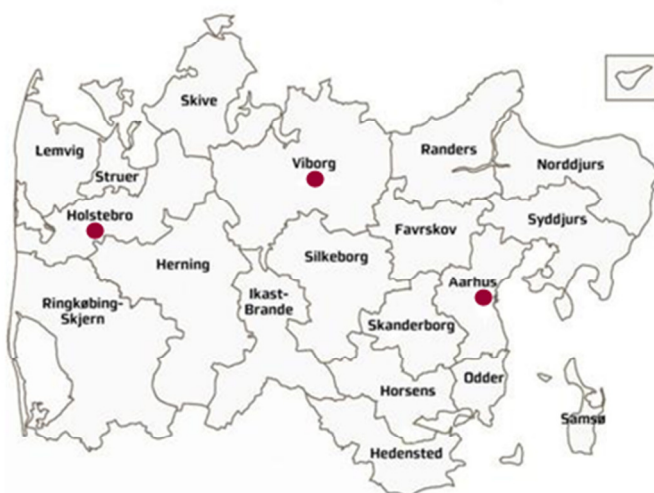 Skive
Lemvig
Struer
Viborg
Randers
Norddjurs
Holstebro
Favrskov
Syddjurs
Herning
Silkeborg
Aarhus
Ringkøbing-
Skjern
Ikast-
Brande
Skanderborg
Horsens
Odder
Samsø
Hedensted